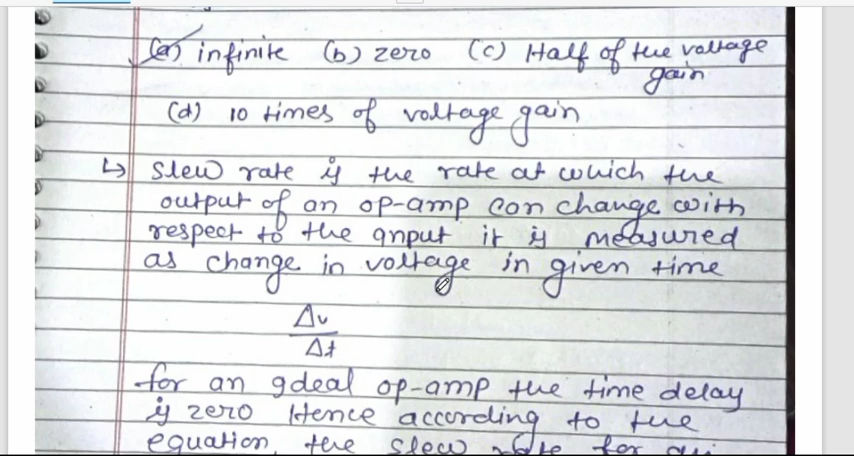 (a) infinite (b) zero (c) Half of the voltage
gain
(d) 10 times of voltage gain
↳ slew rate is the rate at which the
output of an op-amp can change with
respect to the input it is measured
as change in voltage in given time
Δv
Δt
for an ideal op-amp the time delay
is zero Hence according to the
equation the slew rate for